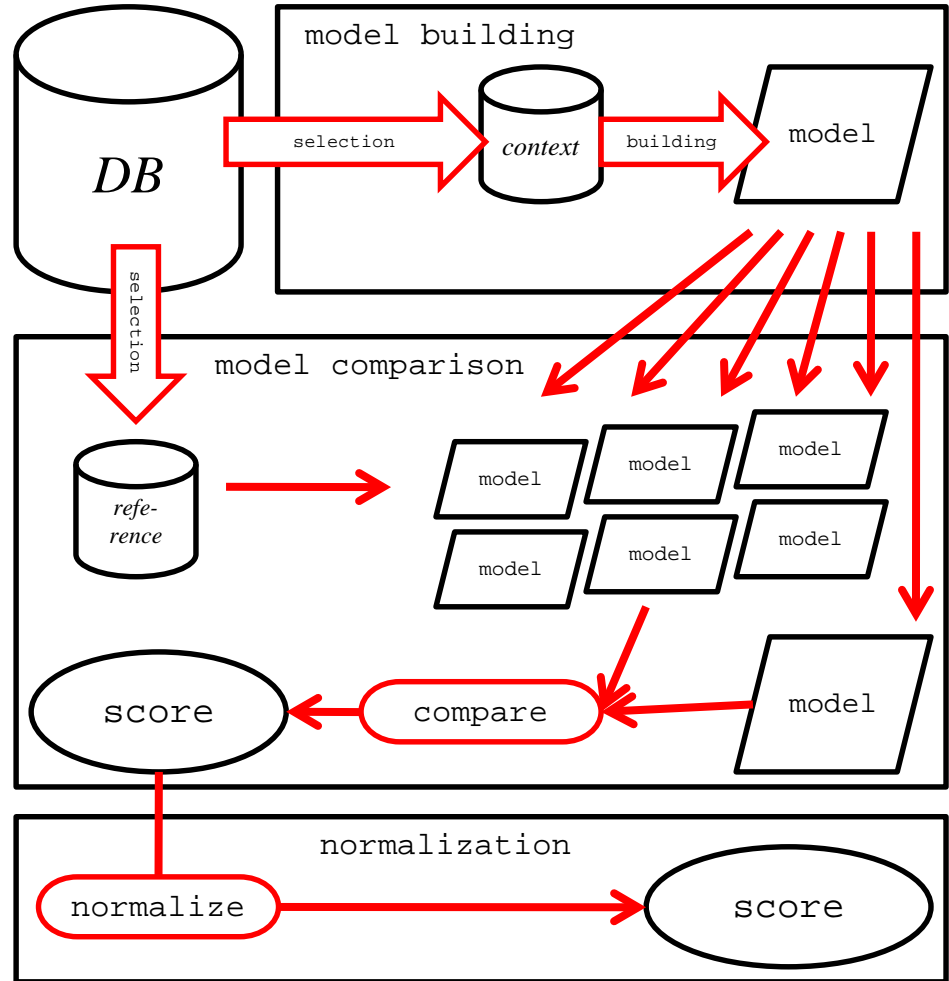 model building
DB
selection
context
building
model
selection
model comparison
refe-
rence
model
model
model
model
model
model
score
compare
model
normalization
normalize
score